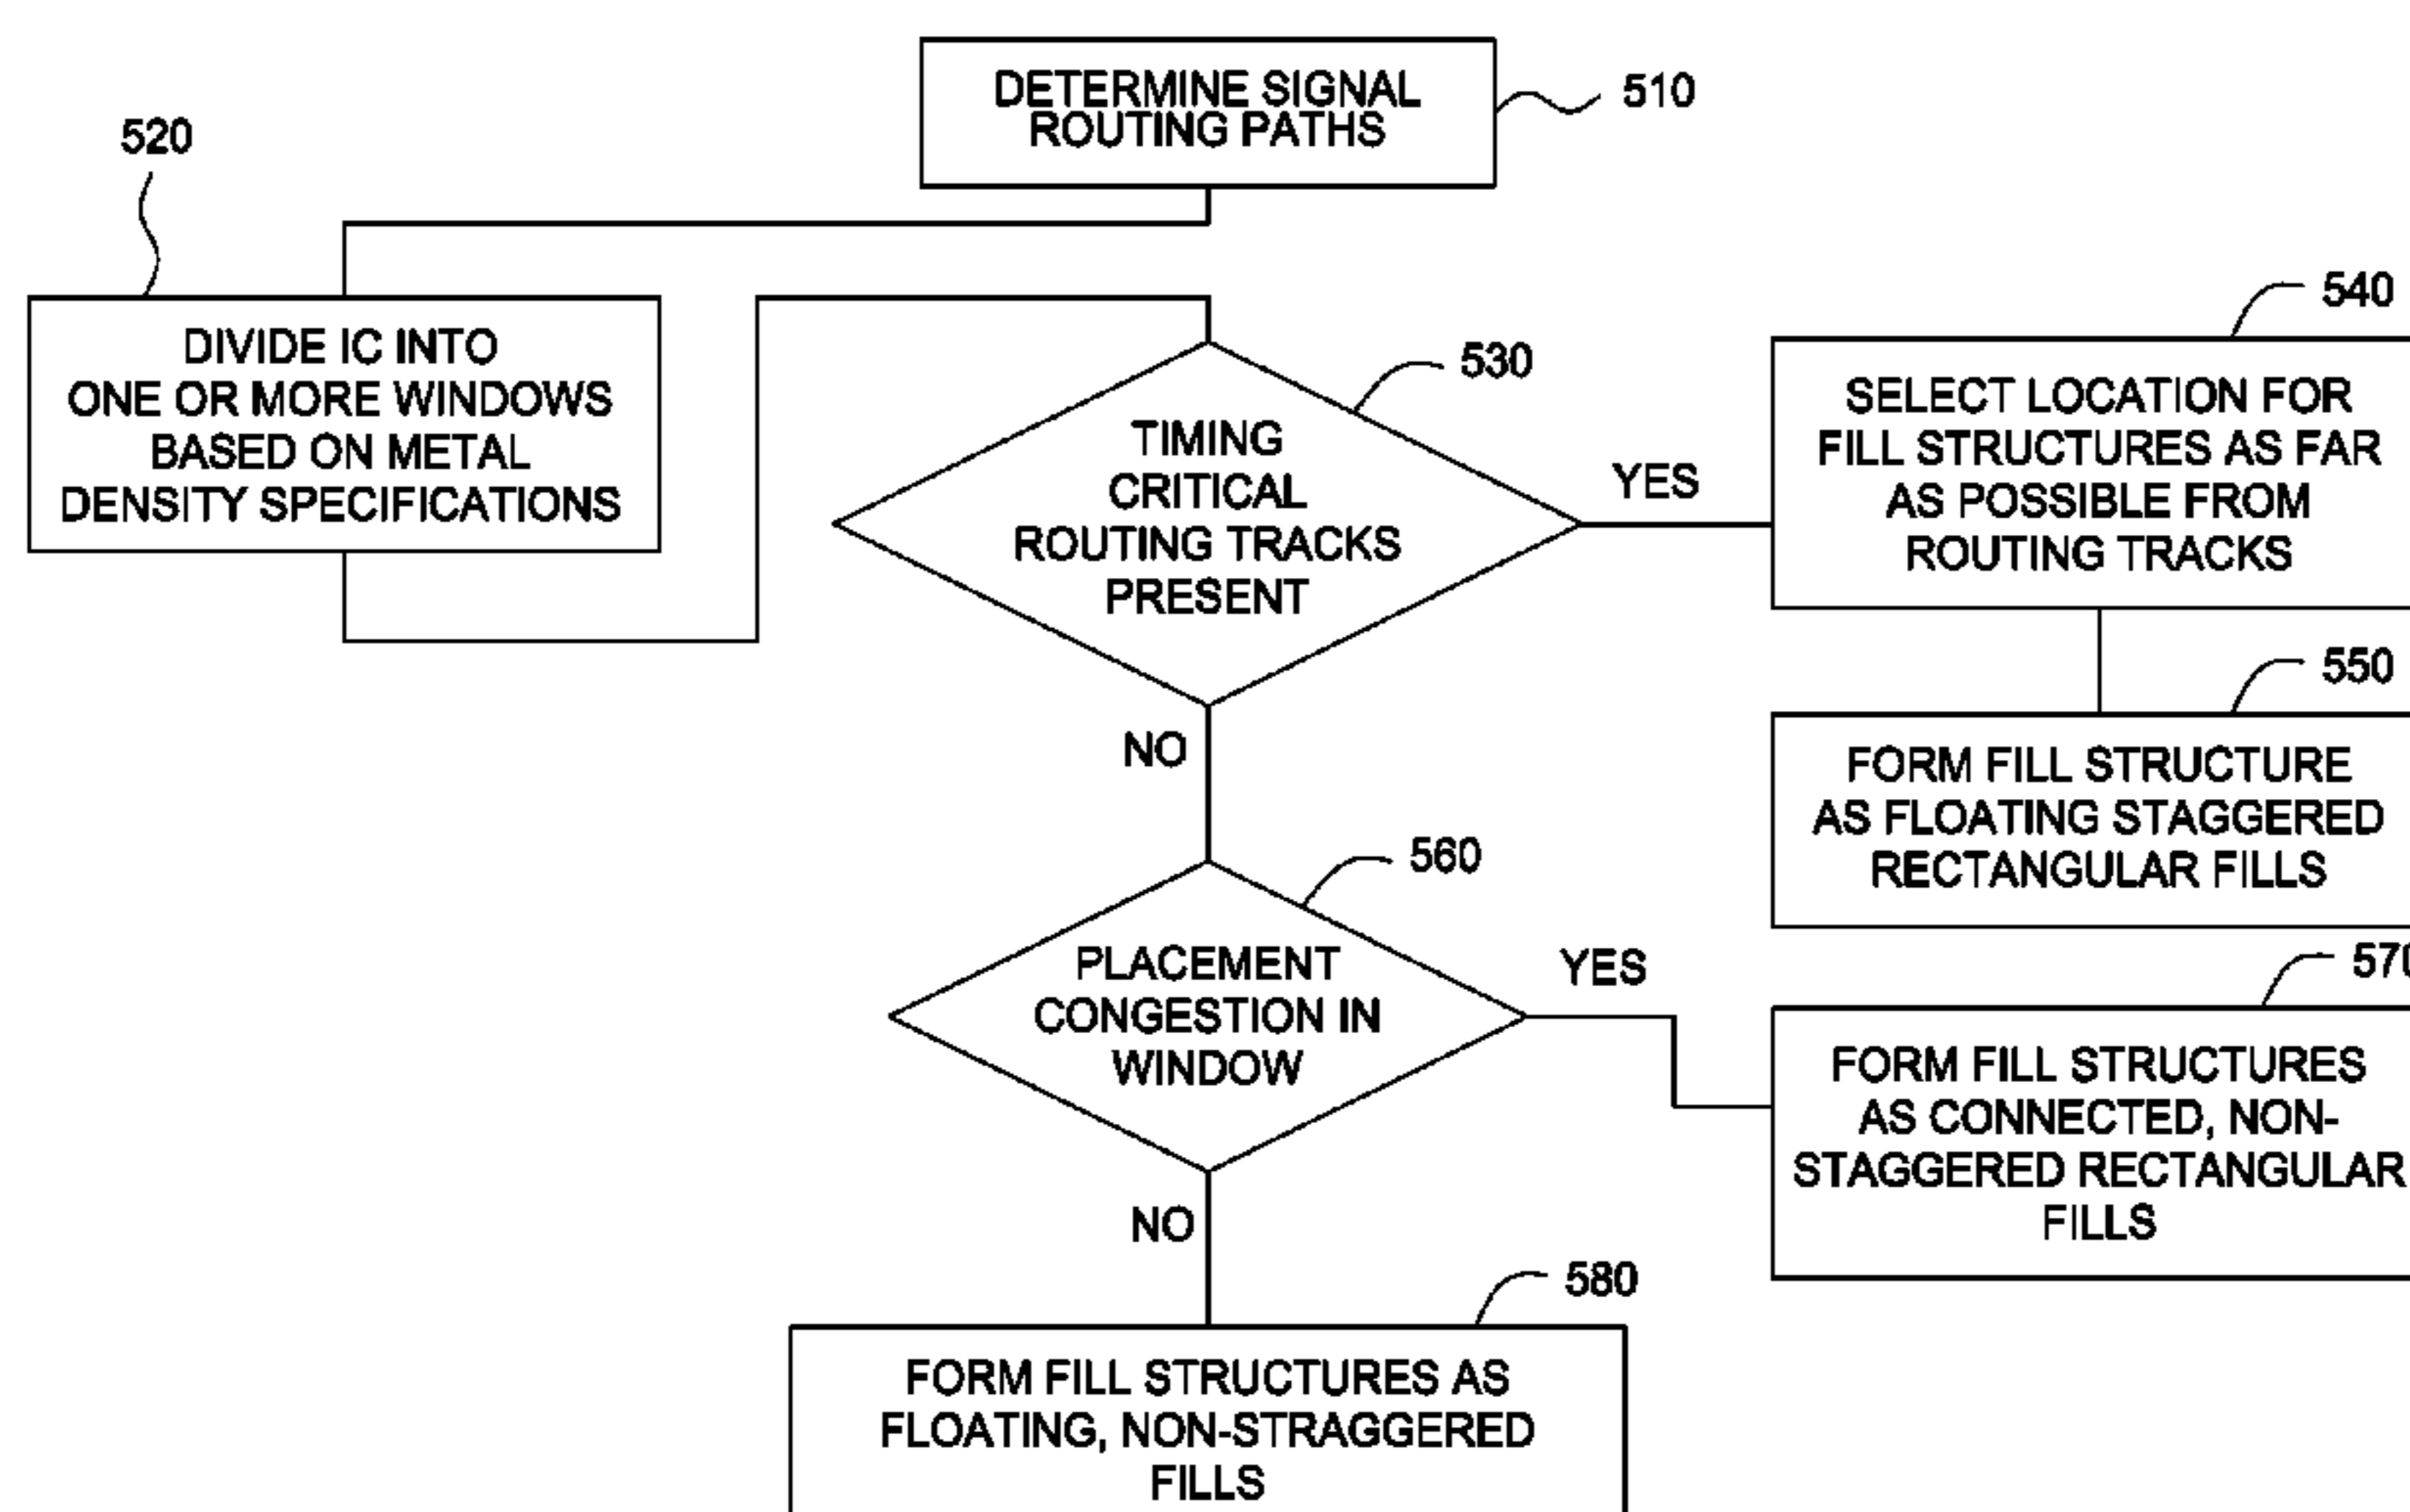 DETERMINE SIGNAL
ROUTING PATHS
510
520
DIVIDE IC INTO
ONE OR MORE WINDOWS
BASED ON METAL
DENSITY SPECIFICATIONS
530
TIMING
CRITICAL
ROUTING TRACKS
PRESENT
YES
540
SELECT LOCATION FOR
FILL STRUCTURES AS FAR
AS POSSIBLE FROM
ROUTING TRACKS
550
FORM FILL STRUCTURE
AS FLOATING STAGGERED
RECTANGULAR FILLS
NO
560
PLACEMENT
CONGESTION IN
WINDOW
YES
570
FORM FILL STRUCTURES
AS CONNECTED, NON-
STAGGERED RECTANGULAR
FILLS
NO
580
FORM FILL STRUCTURES AS
FLOATING, NON-STRAGGERED
FILLS